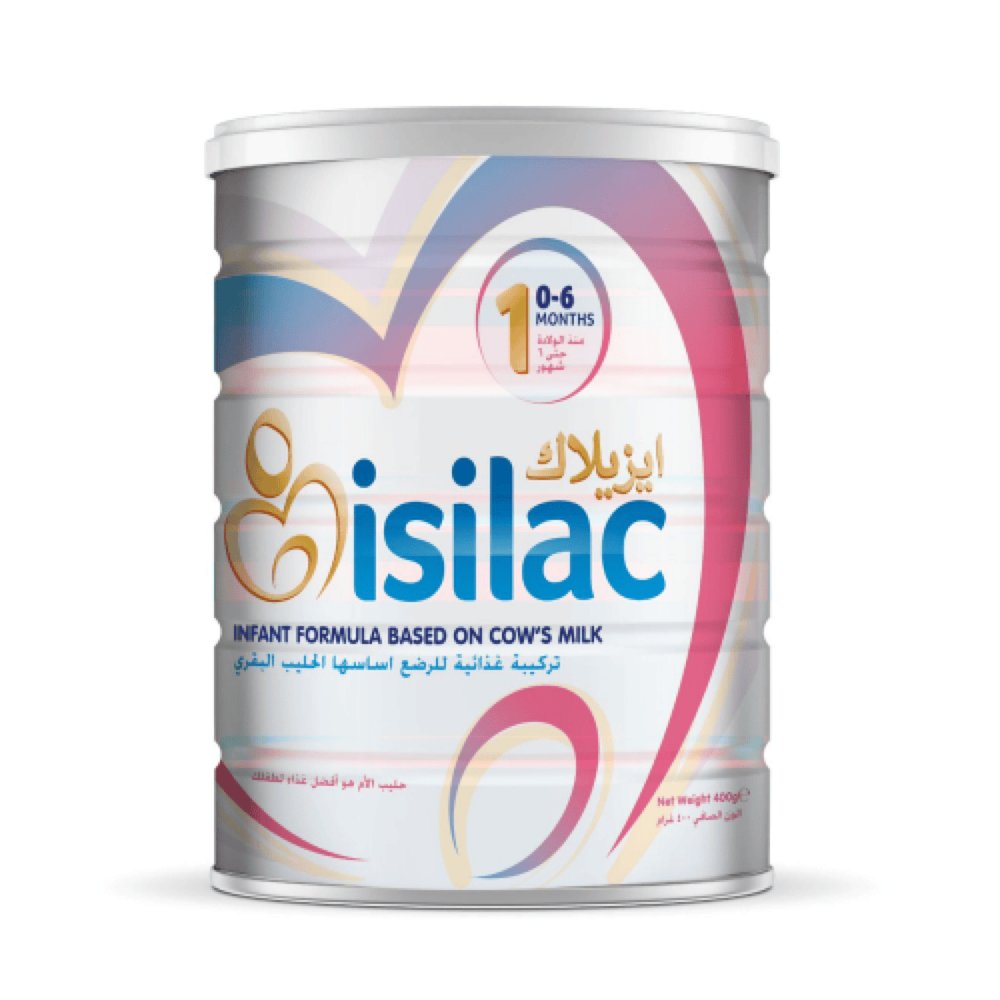 1
0-6
MONTHS
منذ الولادة
حتى ٦
شهور
ايزيلاك
isilac
INFANT FORMULA BASED ON COW'S MILK
تركيبة غذائية للرضع اساسها الحليب البقري
حليب الأم هو أفضل غذاء لطفلك
Net Weight 400g℮
الوزن الصافي ٤٠٠ غرام